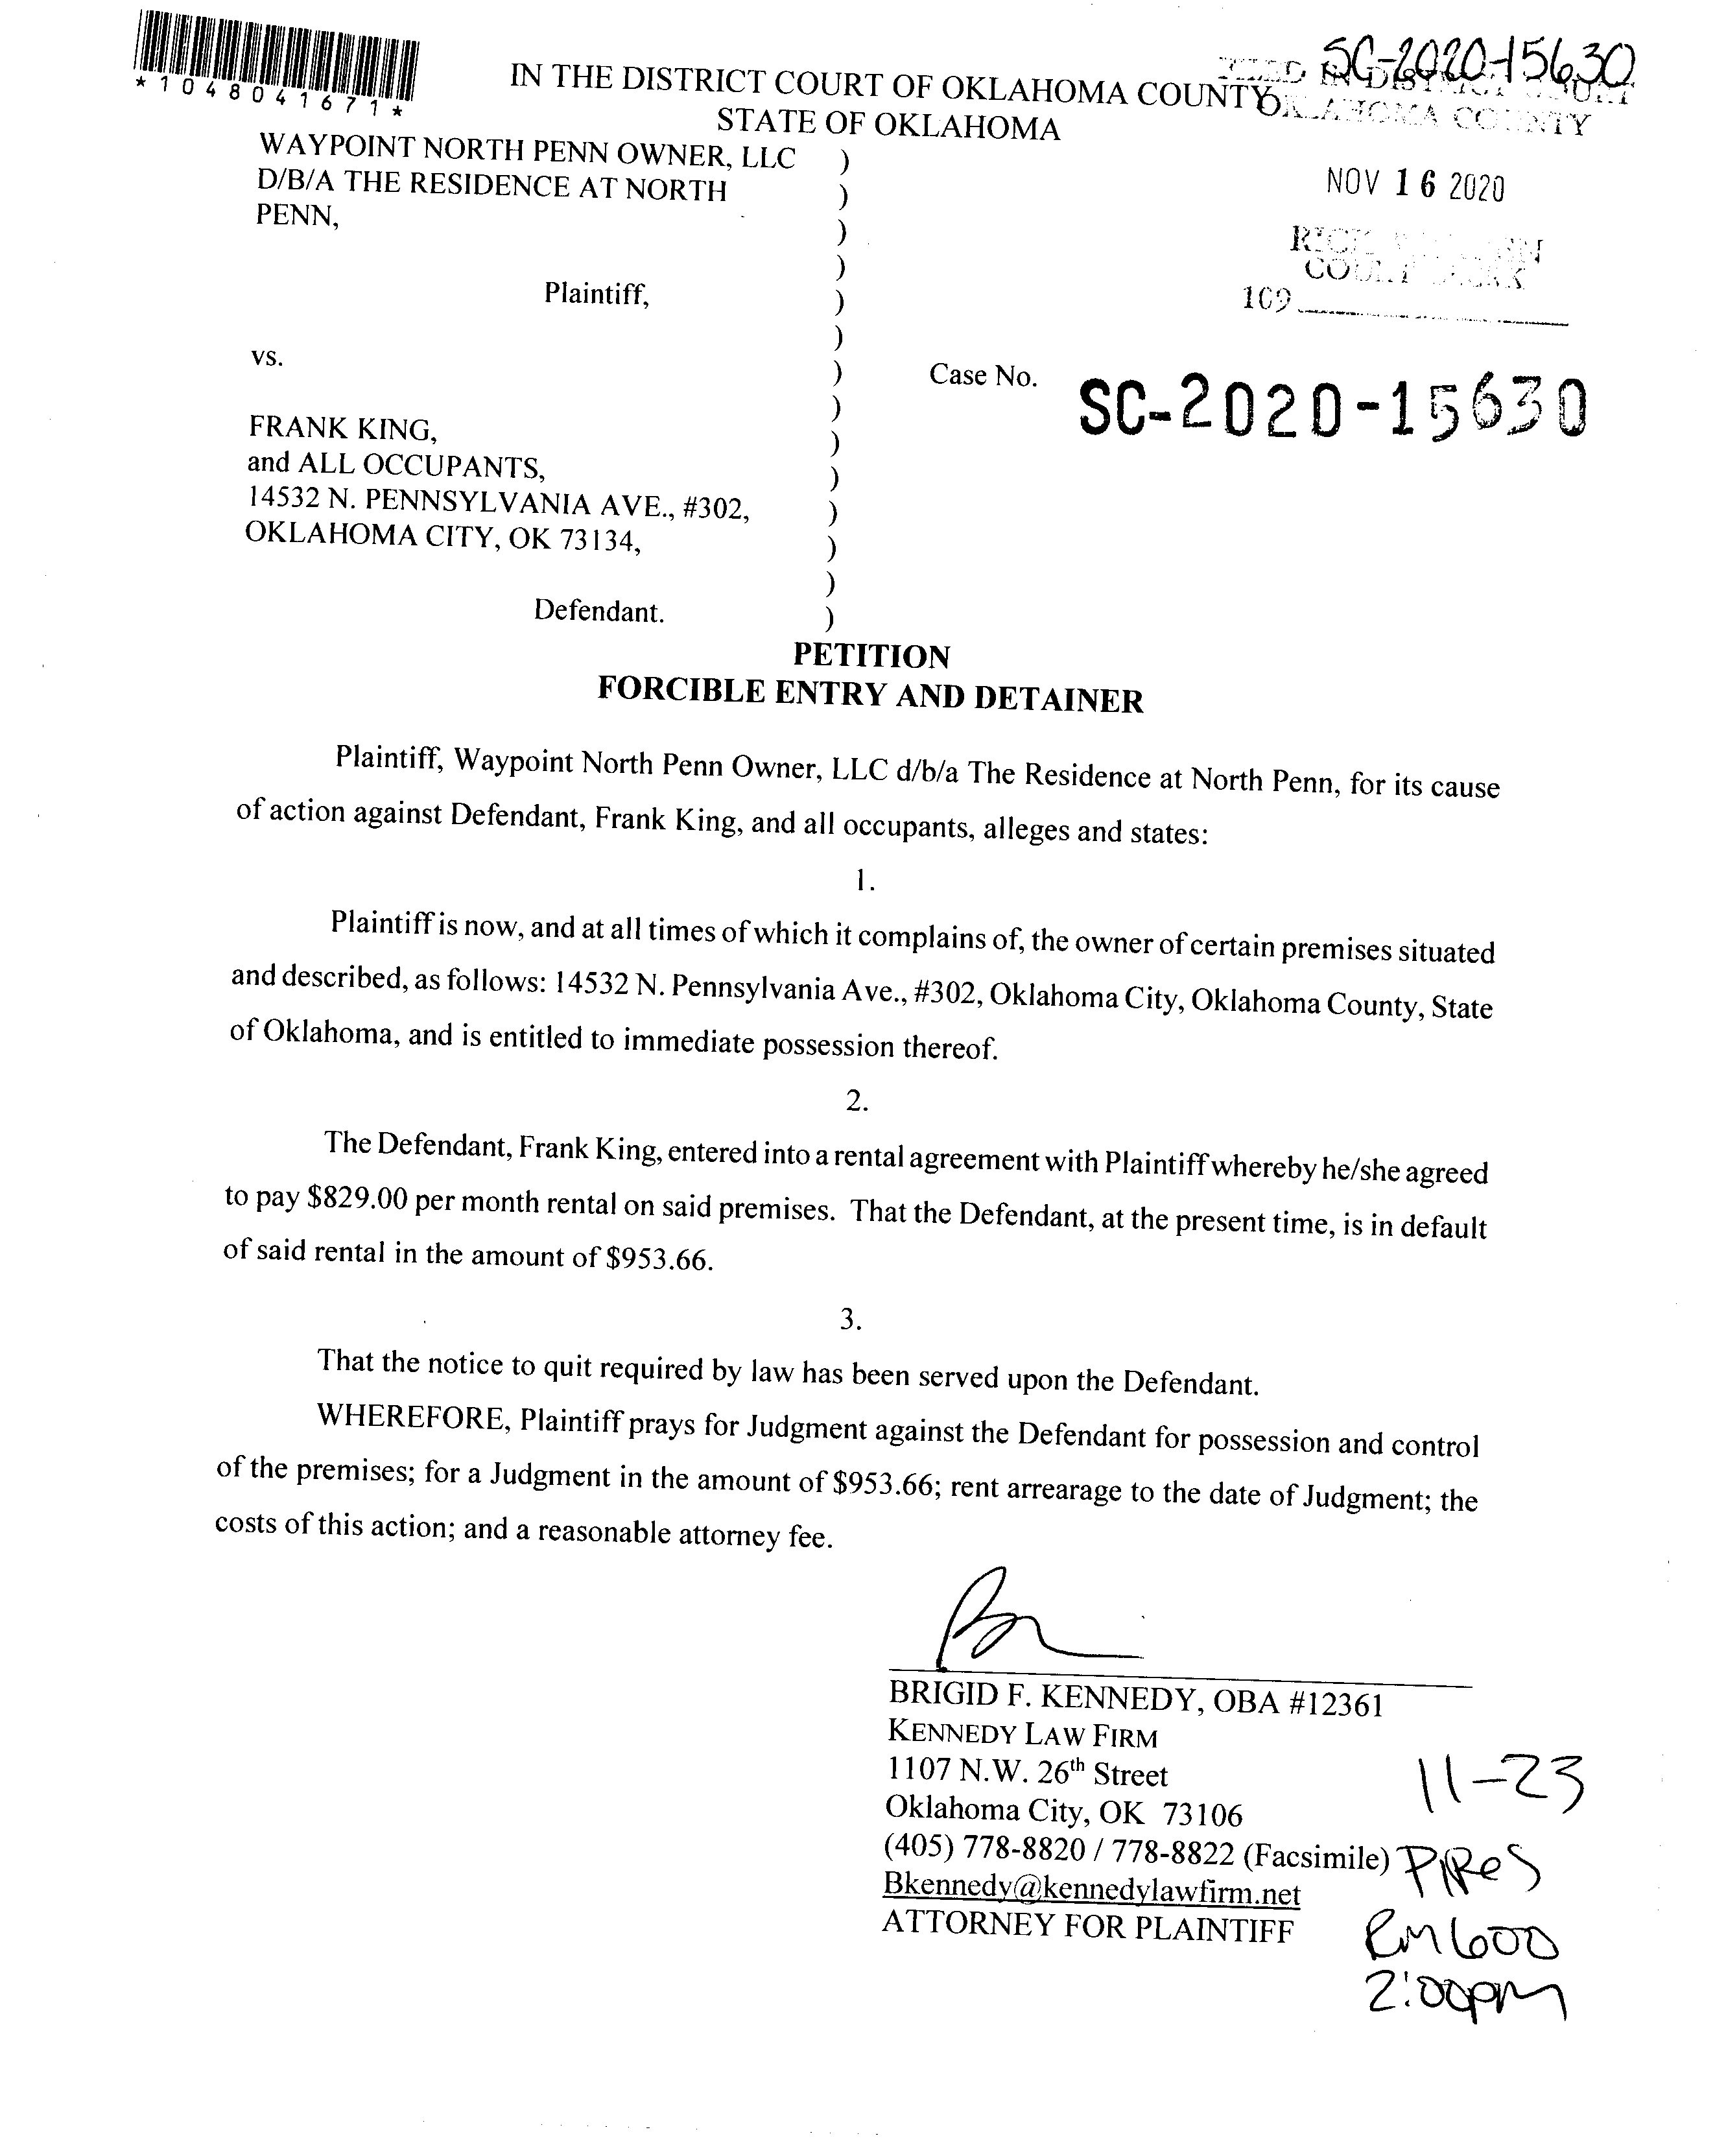 *1048041671*
SC-2020-15630
IN THE DISTRICT COURT OF OKLAHOMA COUNTY
STATE OF OKLAHOMA
FILED IN DISTRICT COURT
OKLAHOMA COUNTY
WAYPOINT NORTH PENN OWNER, LLC )
D/B/A THE RESIDENCE AT NORTH )
PENN, )
)
Plaintiff, )
)
vs. )
)
FRANK KING, )
and ALL OCCUPANTS, )
14532 N. PENNSYLVANIA AVE., #302, )
OKLAHOMA CITY, OK 73134, )
)
Defendant. )
NOV 16 2020
RICK
COURT CLERK
109
Case No. SC-2020-15630
PETITION
FORCIBLE ENTRY AND DETAINER
Plaintiff, Waypoint North Penn Owner, LLC d/b/a The Residence at North Penn, for its cause
of action against Defendant, Frank King, and all occupants, alleges and states:
1.
Plaintiff is now, and at all times of which it complains of, the owner of certain premises situated
and described, as follows: 14532 N. Pennsylvania Ave., #302, Oklahoma City, Oklahoma County, State
of Oklahoma, and is entitled to immediate possession thereof.
2.
The Defendant, Frank King, entered into a rental agreement with Plaintiff whereby he/she agreed
to pay $829.00 per month rental on said premises. That the Defendant, at the present time, is in default
of said rental in the amount of $953.66.
3.
That the notice to quit required by law has been served upon the Defendant.
WHEREFORE, Plaintiff prays for Judgment against the Defendant for possession and control
of the premises; for a Judgment in the amount of $953.66; rent arrearage to the date of Judgment; the
costs of this action; and a reasonable attorney fee.
BRIGID F. KENNEDY, OBA #12361
KENNEDY LAW FIRM
1107 N.W. 26th Street
Oklahoma City, OK 73106
(405) 778-8820 / 778-8822 (Facsimile)
Bkennedy@kennedylawfirm.net
ATTORNEY FOR PLAINTIFF
11-23
Rm 600
2:00pm